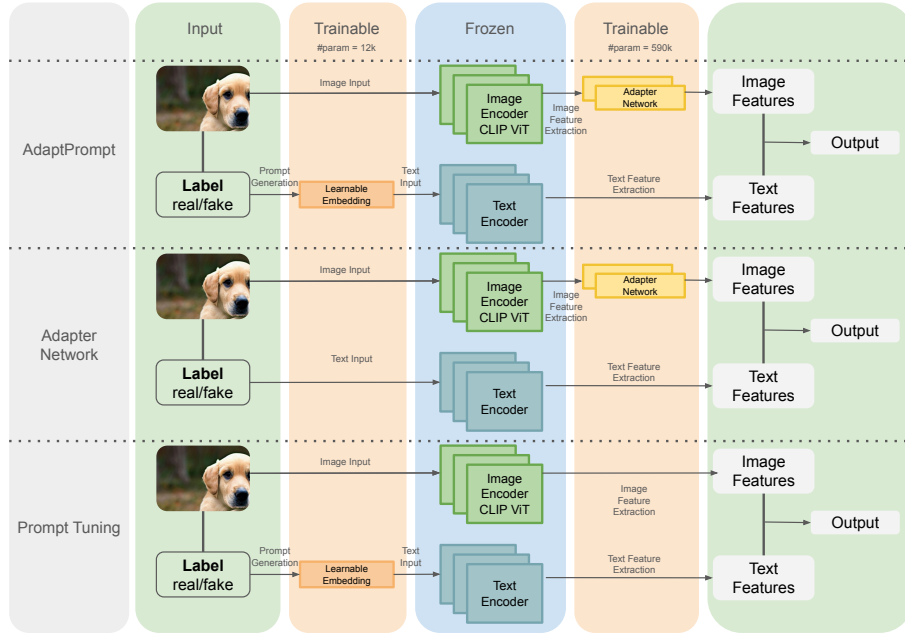 Input
Trainable
#param = 12k
Frozen
Trainable
#param = 590k
AdaptPrompt
Image Input
Image
Encoder
CLIP ViT
Image
Feature
Extraction
Adapter
Network
Image
Features
Output
Label
real/fake
Prompt
Generation
Learnable
Embedding
Text
Input
Text
Encoder
Text Feature
Extraction
Text
Features
Adapter
Network
Image Input
Image
Encoder
CLIP ViT
Image
Feature
Extraction
Adapter
Network
Image
Features
Output
Label
real/fake
Text Input
Text
Encoder
Text Feature
Extraction
Text
Features
Prompt Tuning
Image Input
Image
Encoder
CLIP ViT
Image
Feature
Extraction
Image
Features
Output
Label
real/fake
Prompt
Generation
Learnable
Embedding
Text
Input
Text
Encoder
Text Feature
Extraction
Text
Features